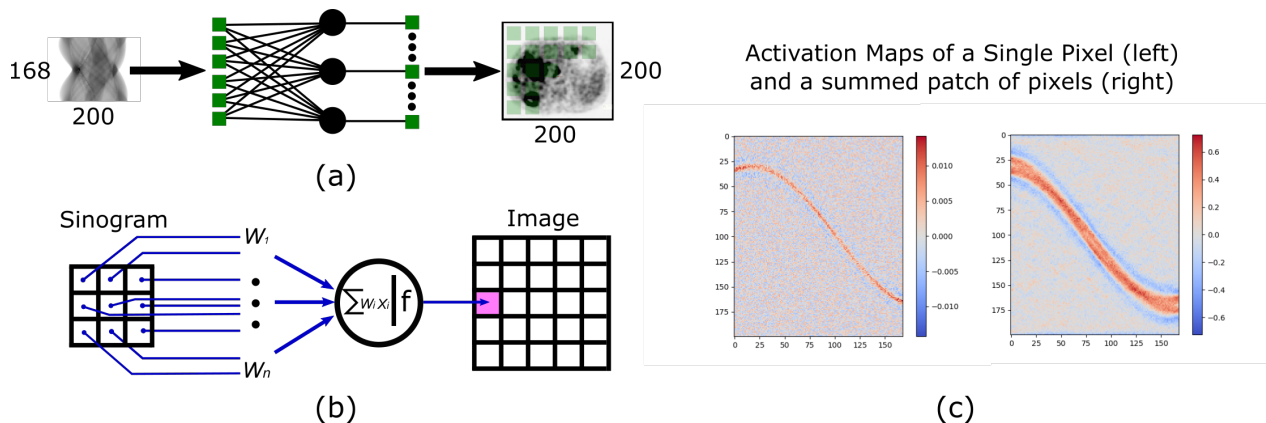 168
200
200
200
(a)
Sinogram
W1
Wn
∑ wi xi f
Image
(b)
Activation Maps of a Single Pixel (left)
and a summed patch of pixels (right)
0
25
50
75
100
125
150
175
0 25 50 75 100 125 150
0.010
0.005
0.000
−0.005
−0.010
0
25
50
75
100
125
150
175
0 25 50 75 100 125 150
0.6
0.4
0.2
0.0
−0.2
−0.4
−0.6
(c)